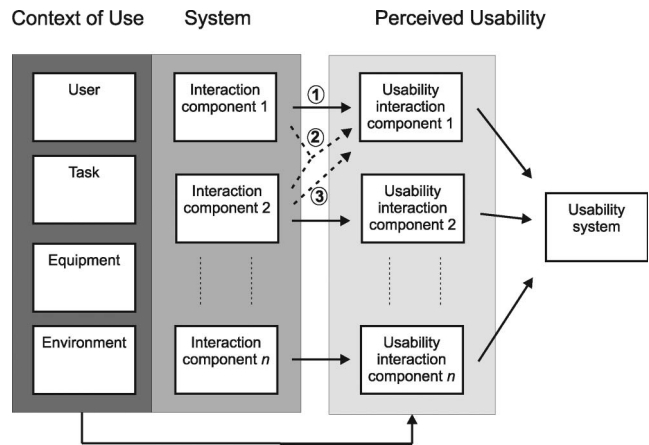 Context of Use
System
Perceived Usability
User
Task
Equipment
Environment
Interaction
component 1
Interaction
component 2
Interaction
component n
①
②
③
Usability
interaction
component 1
Usability
interaction
component 2
Usability
interaction
component n
Usability
system